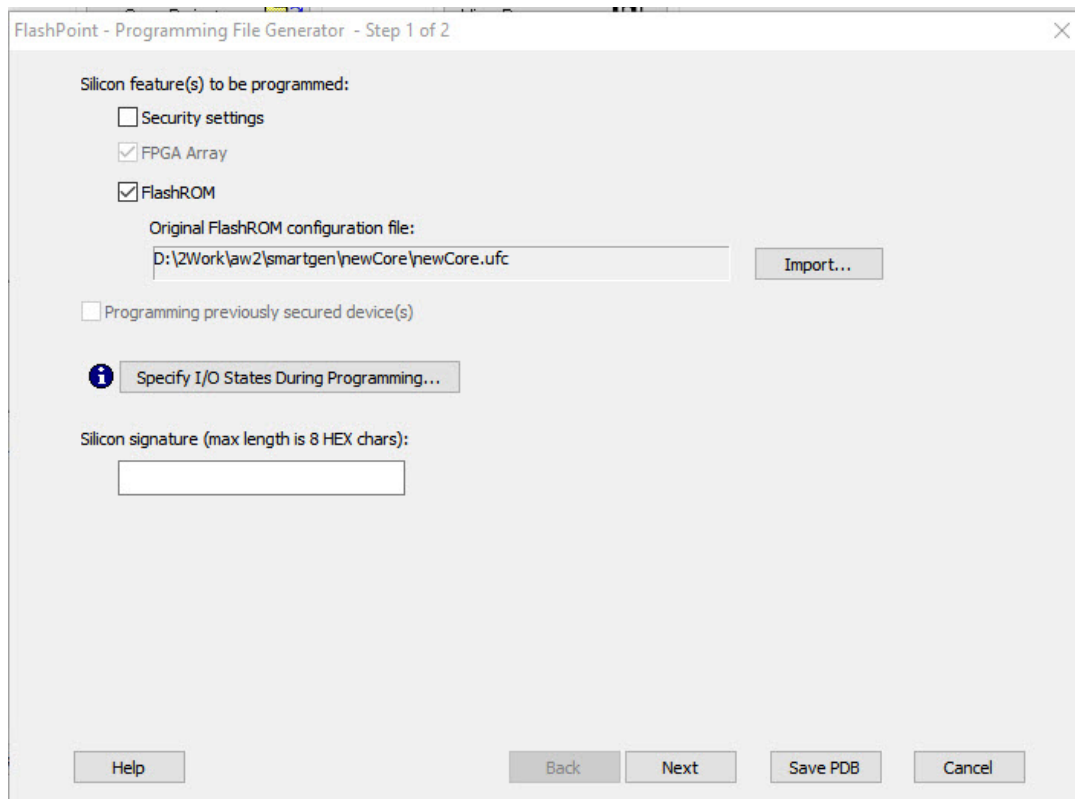 FlashPoint - Programming File Generator - Step 1 of 2
Silicon feature(s) to be programmed:
Security settings
FPGA Array
FlashROM
Original FlashROM configuration file:
D:\2Work\aw2\smartgen\newCore\newCore.ufc
Import...
Programming previously secured device(s)
Specify I/O States During Programming...
Silicon signature (max length is 8 HEX chars):
Help
Back
Next
Save PDB
Cancel